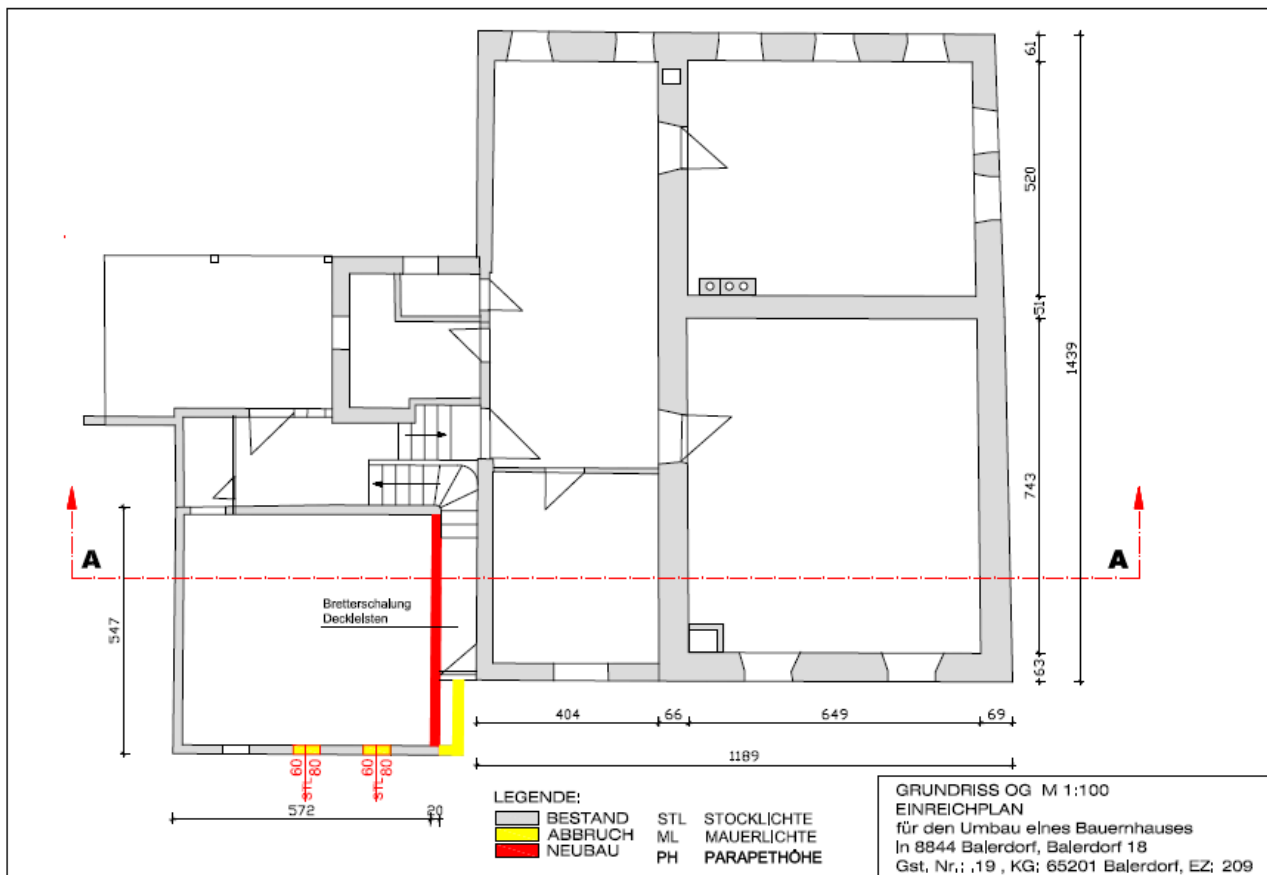 61
520
51
1439
743
63
A
A
Bretterschalung
Deckleisten
547
404
66
649
69
1189
60
STL
80
60
STL
80
572
20
LEGENDE:
BESTAND
ABBRUCH
NEUBAU
STL STOCKLICHTE
ML MAUERLICHTE
PH PARAPETHÖHE
GRUNDRISS OG M 1:100
EINREICHPLAN
für den Umbau eines Bauernhauses
in 8844 Baierdorf, Baierdorf 18
Gst. Nr.: .19 , KG: 65201 Baierdorf, EZ: 209